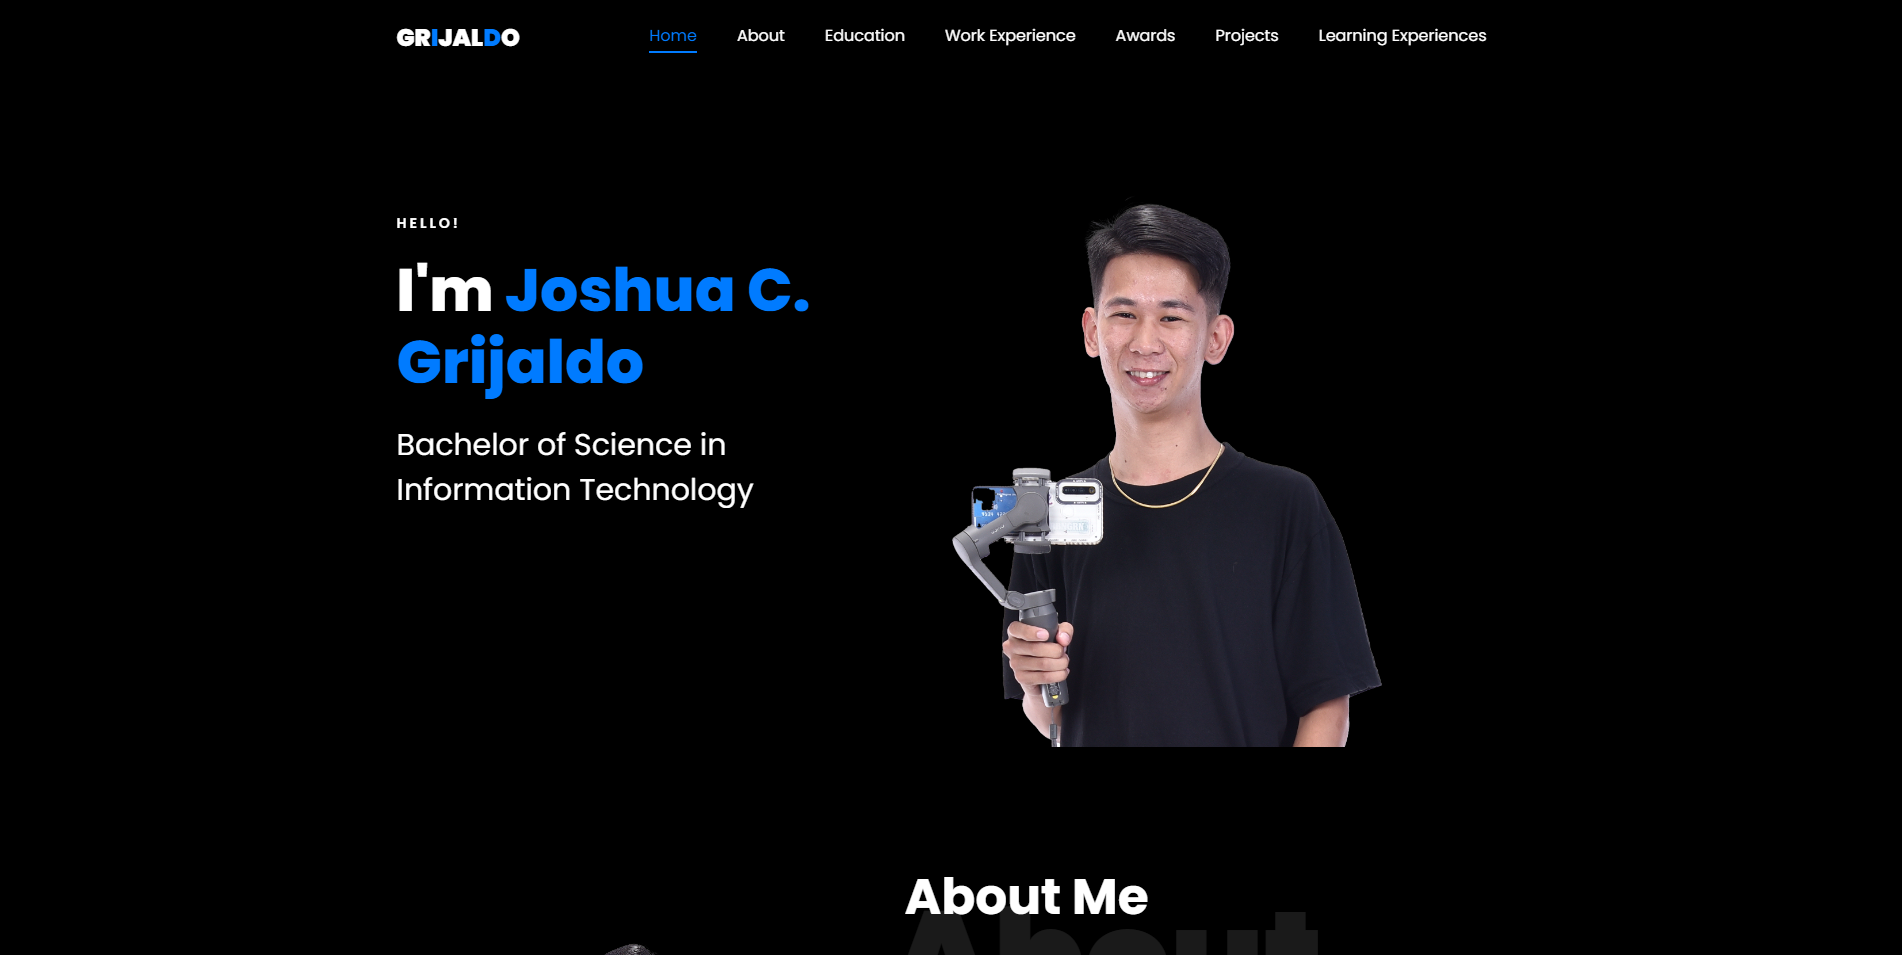 GRIJALDO
Home
About
Education
Work Experience
Awards
Projects
Learning Experiences
HELLO!
I'm Joshua C.
Grijaldo
Bachelor of Science in
Information Technology
About Me
About